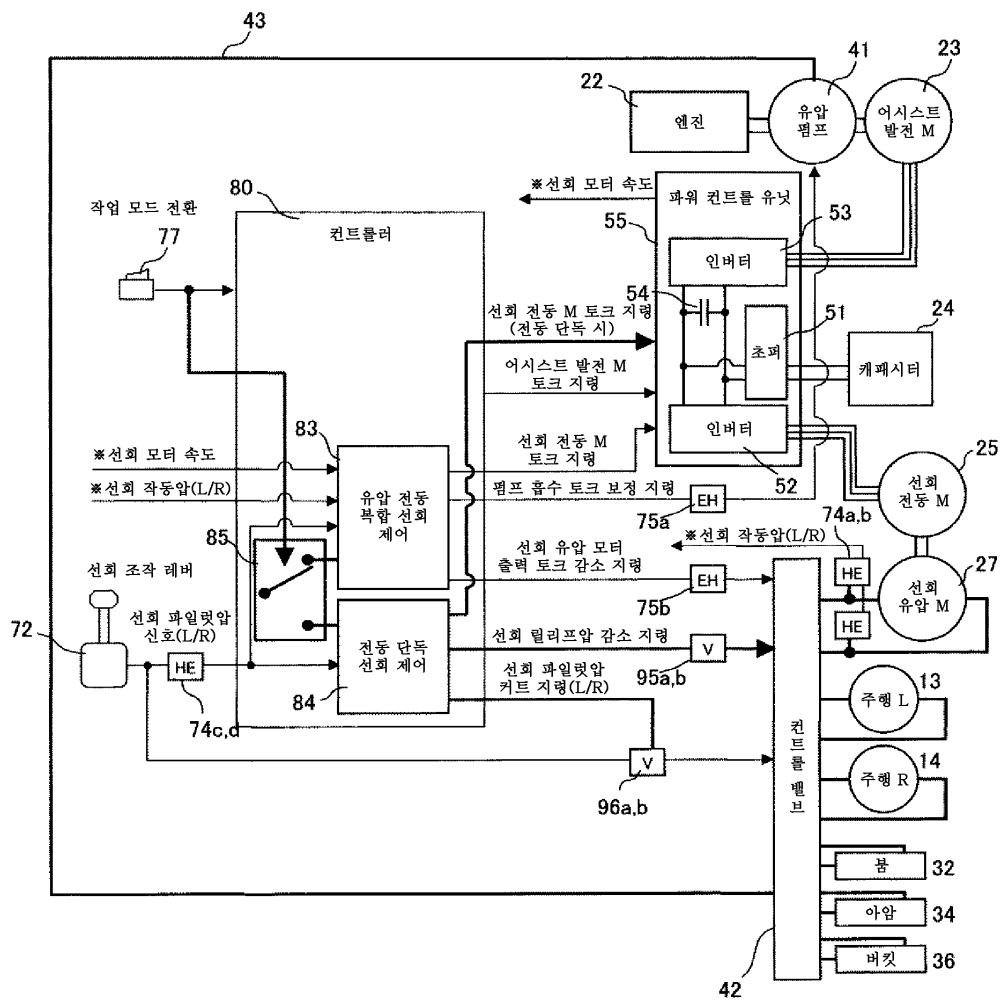 43
41
23
22
엔진
유압
펌프
어시스트
발전 M
※선회 모터 속도
파워 컨트롤 유닛
55
53
인버터
54
51
초퍼
24
캐패시터
인버터
52
작업 모드 전환
77
80
컨트롤러
선회 전동 M 토크 지령
(전동 단독 시)
어시스트 발전 M
토크 지령
83
※선회 모터 속도
※선회 작동압(L/R)
유압 전동
복합 선회
제어
선회 전동 M
토크 지령
펌프 흡수 토크 보정 지령
EH
75a
25
선회
전동 M
74a,b
※선회 작동압(L/R)
HE
HE
27
선회
유압 M
85
선회 유압 모터
출력 토크 감소 지령
EH
75b
선회 조작 레버
72
선회 파일럿압
신호(L/R)
HE
74c,d
전동 단독
선회 제어
84
선회 릴리프압 감소 지령
V
95a,b
선회 파일럿압
커트 지령(L/R)
V
96a,b
컨트롤 밸브
42
13
주행 L
14
주행 R
붐
32
아암
34
버킷
36